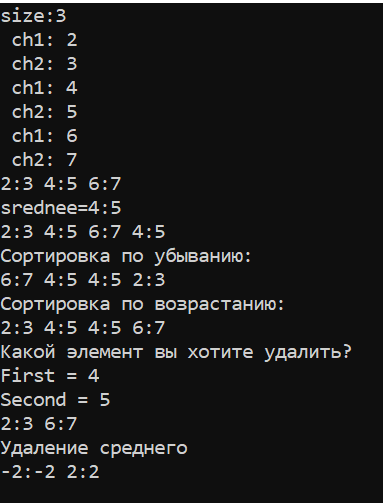 size:3
ch1: 2
ch2: 3
ch1: 4
ch2: 5
ch1: 6
ch2: 7
2:3 4:5 6:7
srednee=4:5
2:3 4:5 6:7 4:5
Сортировка по убыванию:
6:7 4:5 4:5 2:3
Сортировка по возрастанию:
2:3 4:5 4:5 6:7
Какой элемент вы хотите удалить?
First = 4
Second = 5
2:3 6:7
Удаление среднего
-2:-2 2:2